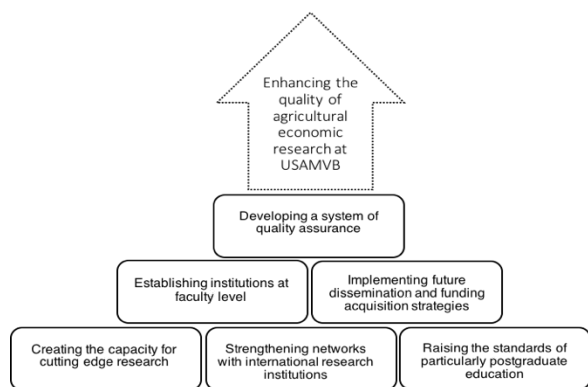 Enhancing the
quality of
agricultural
economic
research at
USAMVB
Developing a system of
quality assurance
Establishing institutions at
faculty level
Implementing future
dissemination and funding
acquisition strategies
Creating the capacity for
cutting edge research
Strengthening networks
with international research
institutions
Raising the standards of
particularly postgraduate
education